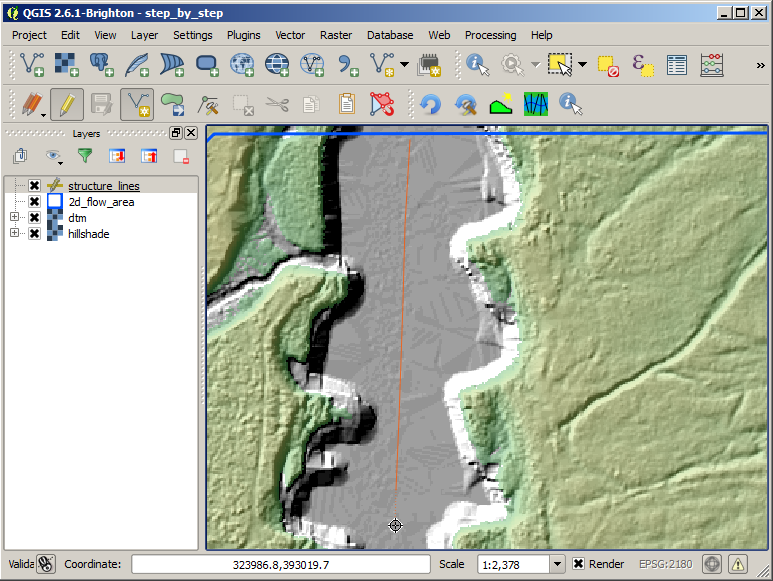 QGIS 2.6.1-Brighton - step_by_step
Project Edit View Layer Settings Plugins Vector Raster Database Web Processing Help
»
Layers
structure_lines
2d_flow_area
dtm
hillshade
Valida Coordinate: 323986.8,393019.7 Scale 1:2,378 Render EPSG:2180